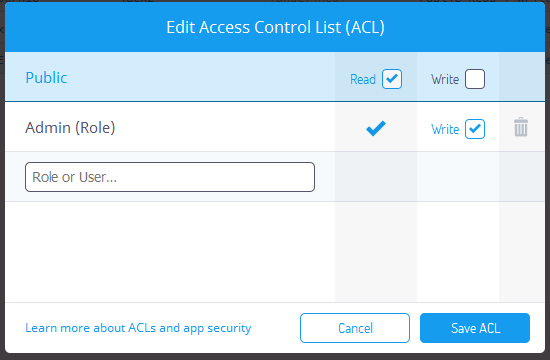 Edit Access Control List (ACL)
Public Read Write
Admin (Role) Write
Role or User...
Learn more about ACLs and app security Cancel Save ACL